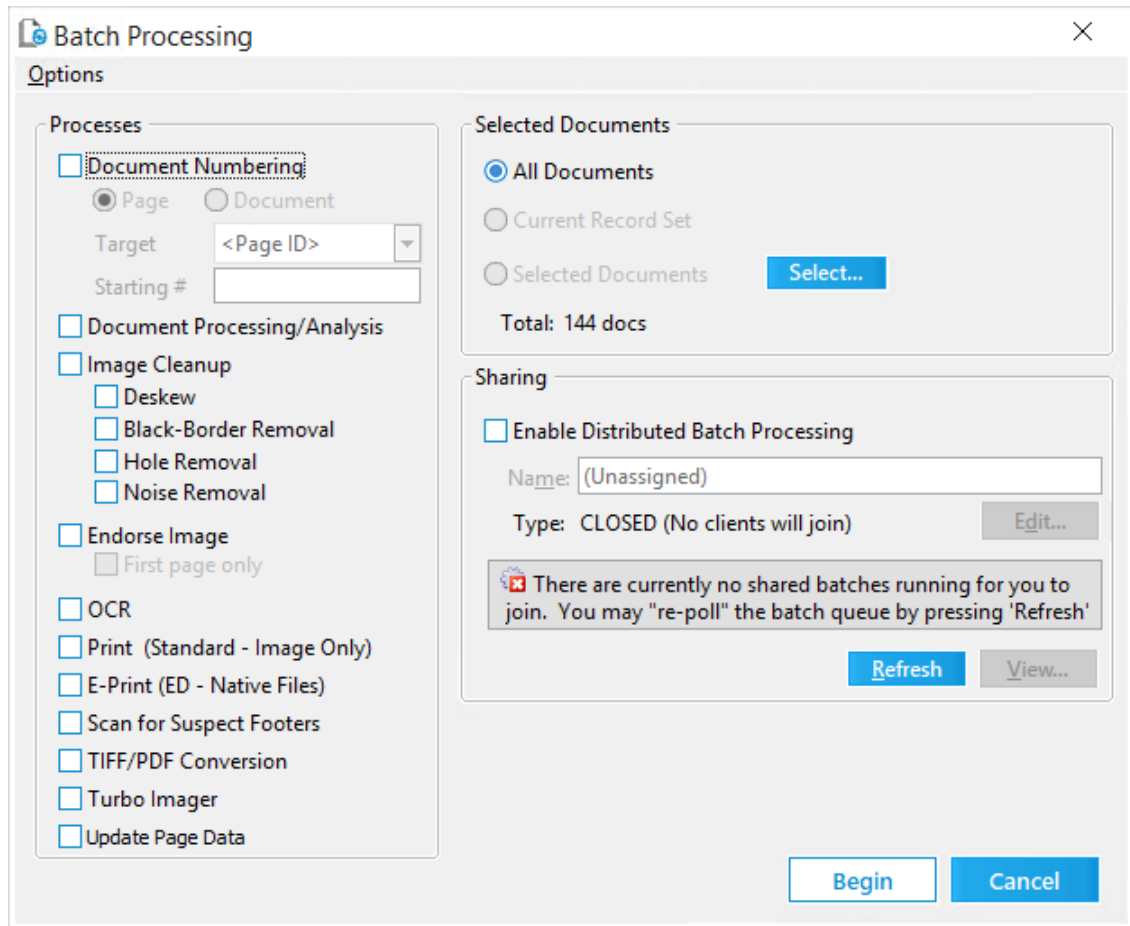 Batch Processing
Options
Processes
Document Numbering
Page Document
Target <Page ID>
Starting #
Document Processing/Analysis
Image Cleanup
Deskew
Black-Border Removal
Hole Removal
Noise Removal
Endorse Image
First page only
OCR
Print (Standard - Image Only)
E-Print (ED - Native Files)
Scan for Suspect Footers
TIFF/PDF Conversion
Turbo Imager
Update Page Data
Selected Documents
All Documents
Current Record Set
Selected Documents Select...
Total: 144 docs
Sharing
Enable Distributed Batch Processing
Name: (Unassigned)
Type: CLOSED (No clients will join) Edit...
There are currently no shared batches running for you to
join. You may "re-poll" the batch queue by pressing 'Refresh'
Refresh View...
Begin Cancel